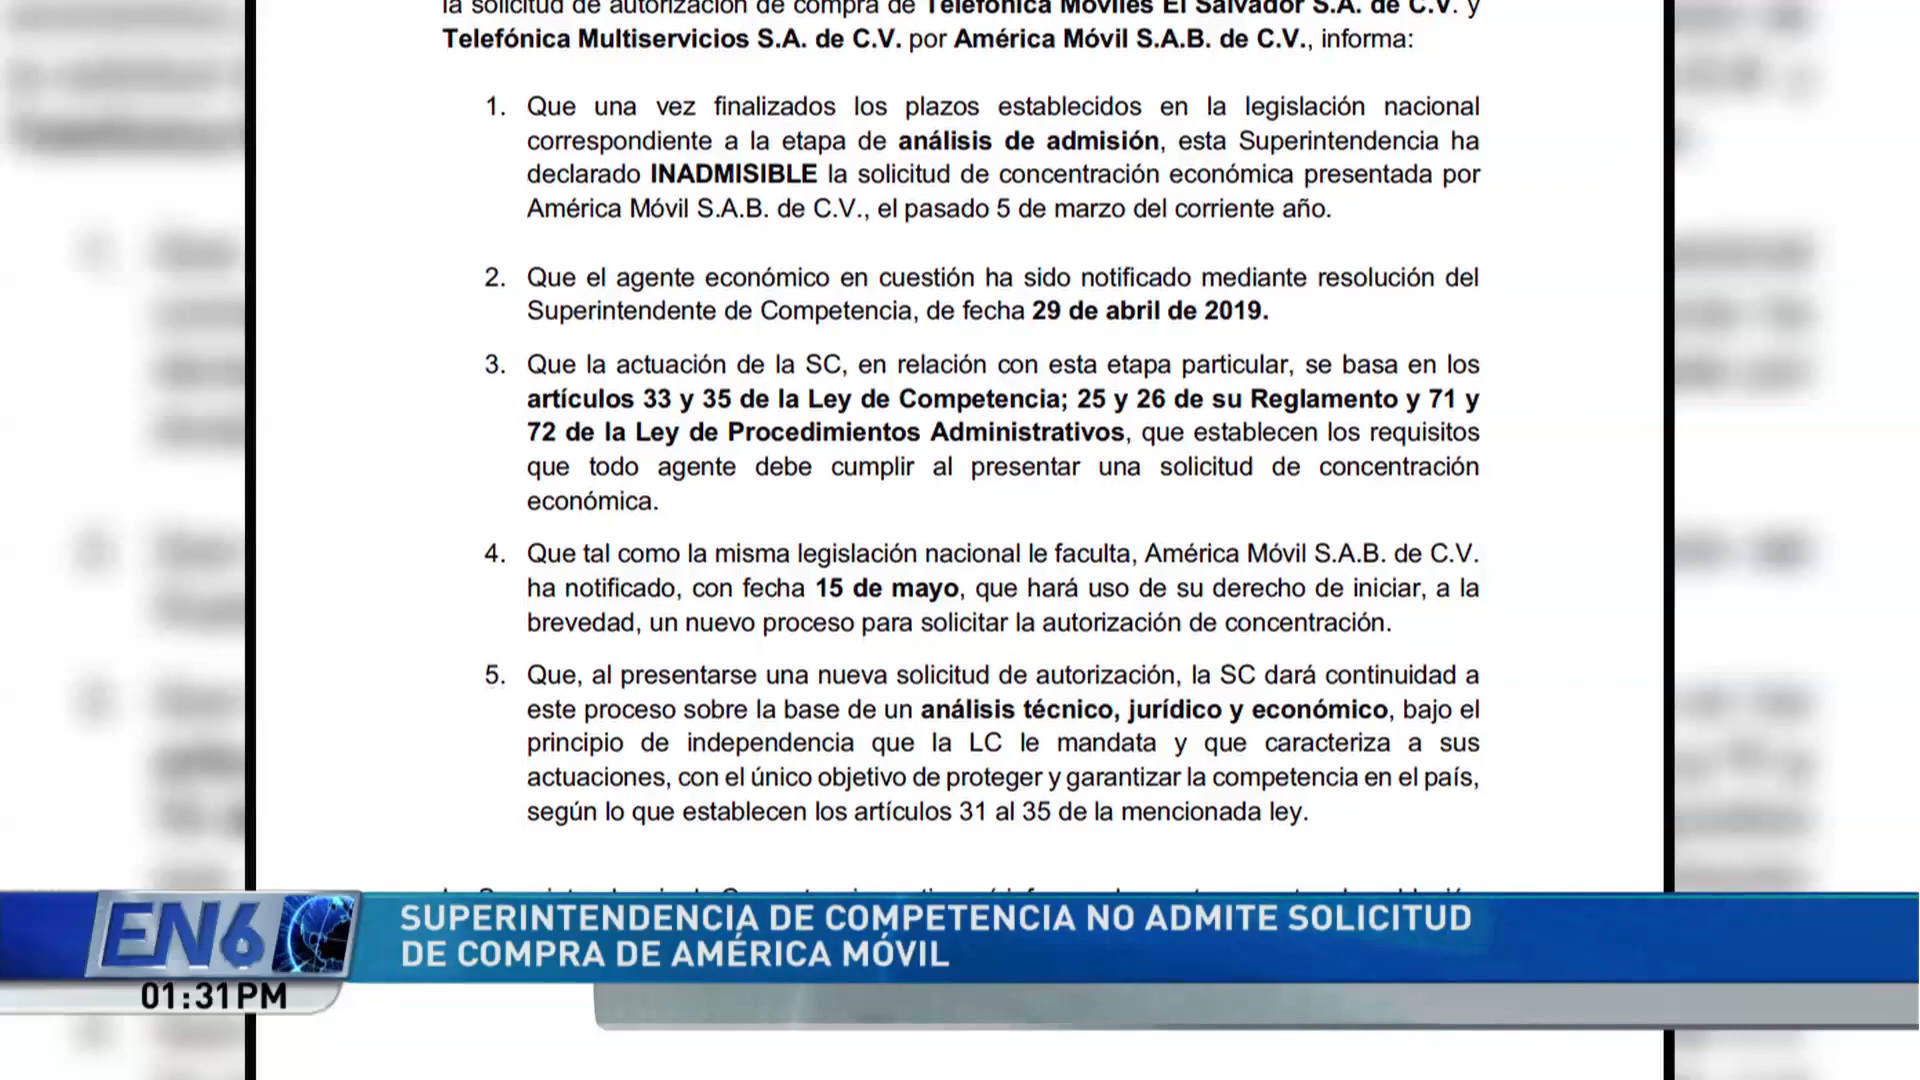 la solicitud de autorización de compra de Telefónica Móviles El Salvador S.A. de C.V. y
Telefónica Multiservicios S.A. de C.V. por América Móvil S.A.B. de C.V., informa:
1. Que una vez finalizados los plazos establecidos en la legislación nacional
correspondiente a la etapa de análisis de admisión, esta Superintendencia ha
declarado INADMISIBLE la solicitud de concentración económica presentada por
América Móvil S.A.B. de C.V., el pasado 5 de marzo del corriente año.
2. Que el agente económico en cuestión ha sido notificado mediante resolución del
Superintendente de Competencia, de fecha 29 de abril de 2019.
3. Que la actuación de la SC, en relación con esta etapa particular, se basa en los
artículos 33 y 35 de la Ley de Competencia; 25 y 26 de su Reglamento y 71 y
72 de la Ley de Procedimientos Administrativos, que establecen los requisitos
que todo agente debe cumplir al presentar una solicitud de concentración
económica.
4. Que tal como la misma legislación nacional le faculta, América Móvil S.A.B. de C.V.
ha notificado, con fecha 15 de mayo, que hará uso de su derecho de iniciar, a la
brevedad, un nuevo proceso para solicitar la autorización de concentración.
5. Que, al presentarse una nueva solicitud de autorización, la SC dará continuidad a
este proceso sobre la base de un análisis técnico, jurídico y económico, bajo el
principio de independencia que la LC le mandata y que caracteriza a sus
actuaciones, con el único objetivo de proteger y garantizar la competencia en el país,
según lo que establecen los artículos 31 al 35 de la mencionada ley.
EN6
SUPERINTENDENCIA DE COMPETENCIA NO ADMITE SOLICITUD
DE COMPRA DE AMÉRICA MÓVIL
01:31PM